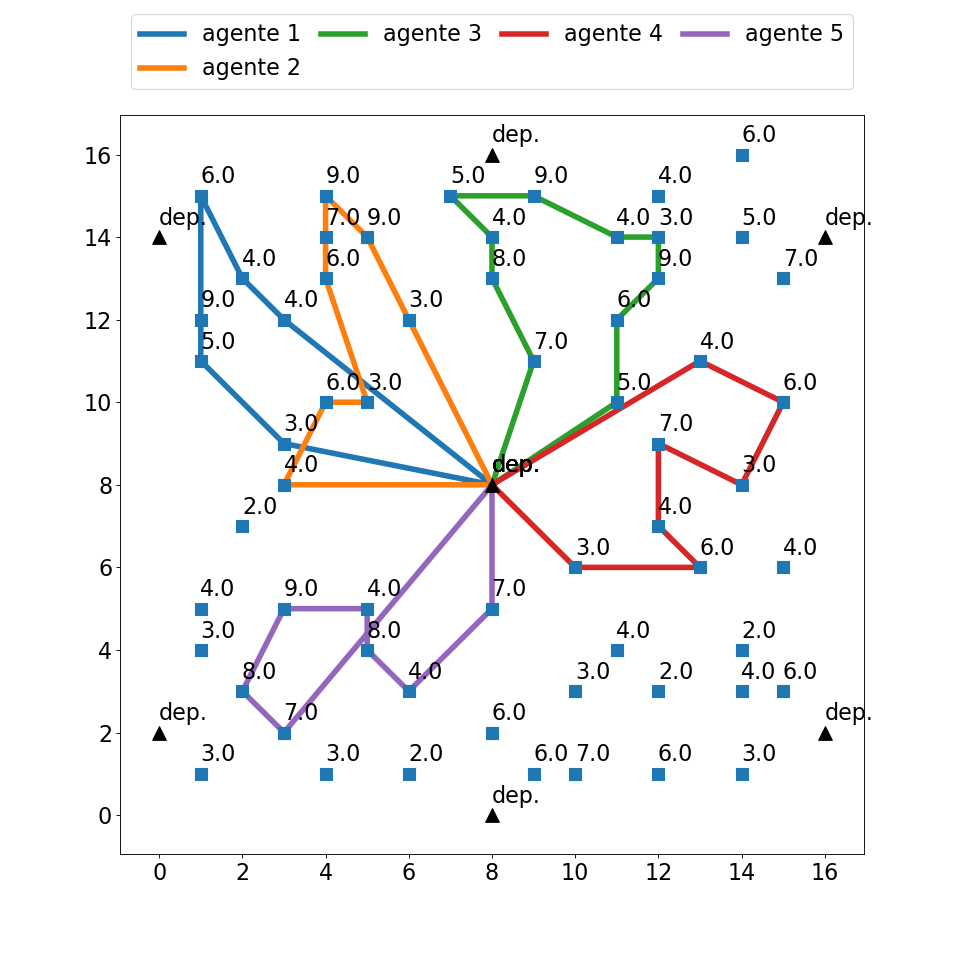 agente 1 agente 3 agente 4 agente 5
agente 2
dep. 6.0
16
6.0 9.0 5.0 9.0 4.0
dep. 7.0 9.0 4.0 4.0 3.0 5.0 dep.
14
4.0 6.0 8.0 9.0 7.0
9.0 4.0 3.0 6.0
12
5.0 7.0 4.0
6.0 3.0 5.0 6.0
10
3.0 7.0
4.0 dep. 3.0
8
2.0 4.0
3.0 6.0 4.0
6
4.0 9.0 4.0 7.0
3.0 8.0 4.0 2.0
4
8.0 4.0 3.0 2.0 4.0 6.0
dep. 7.0 6.0 dep.
2
3.0 3.0 2.0 6.0 7.0 6.0 3.0
dep.
0
0 2 4 6 8 10 12 14 16